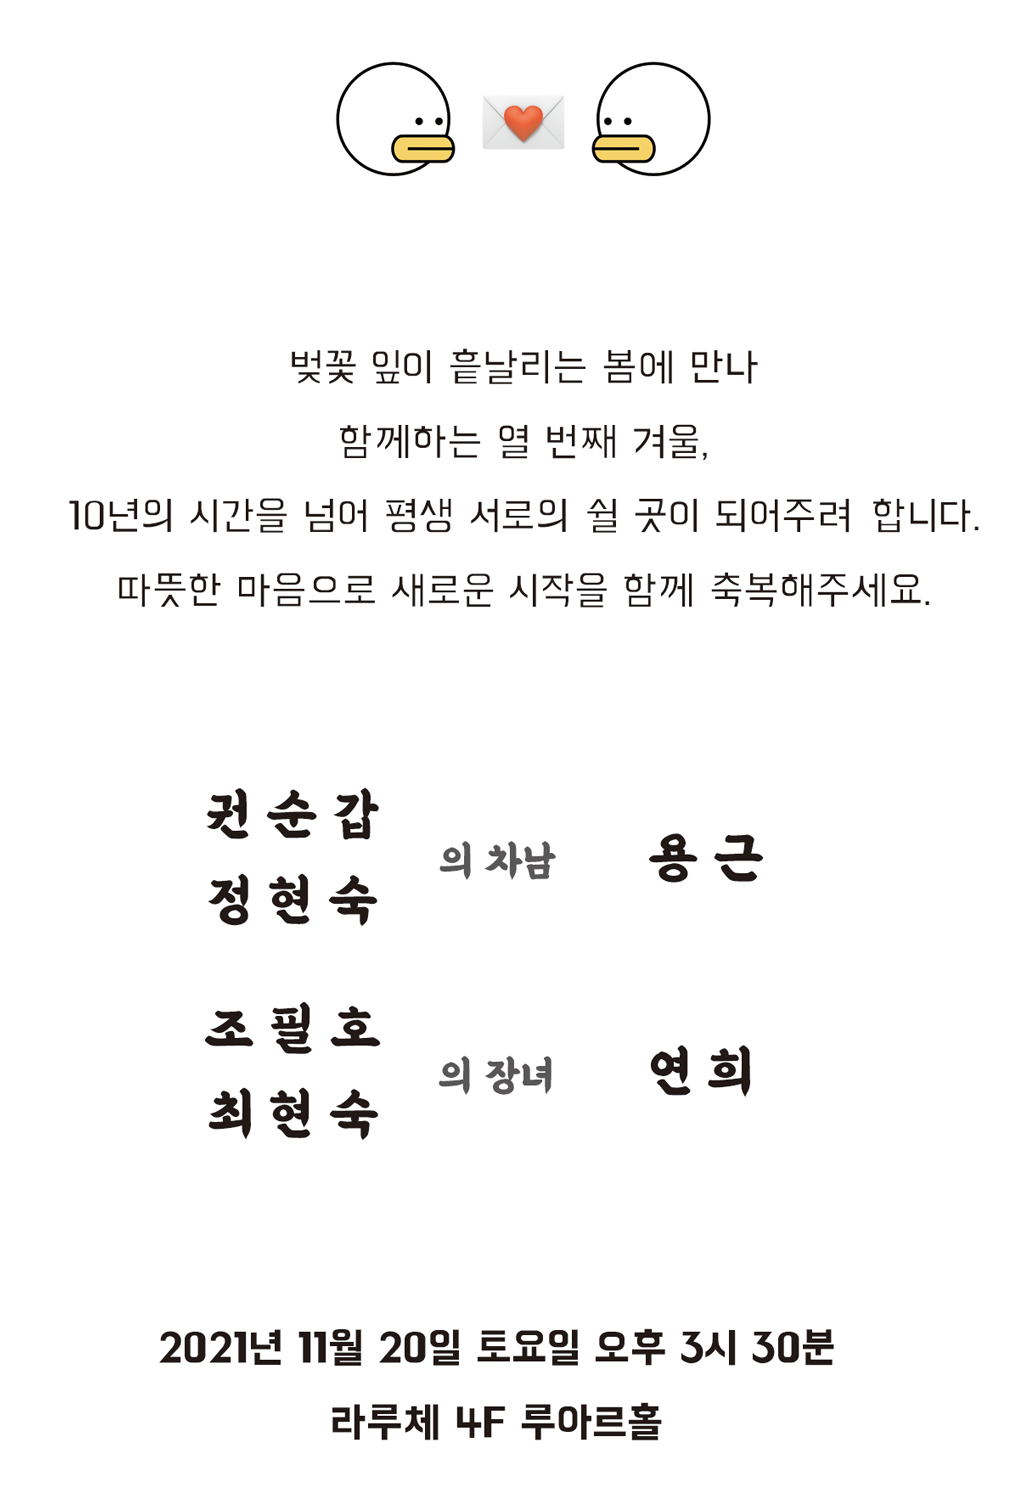 벚꽃 잎이 흩날리는 봄에 만나
함께하는 열 번째 겨울,
10년의 시간을 넘어 평생 서로의 쉴 곳이 되어주려 합니다.
따뜻한 마음으로 새로운 시작을 함께 축복해주세요.
권순갑
정현숙
의 차남 용근
조필호
최현숙
의 장녀 연희
2021년 11월 20일 토요일 오후 3시 30분
라루체 4F 루아르홀